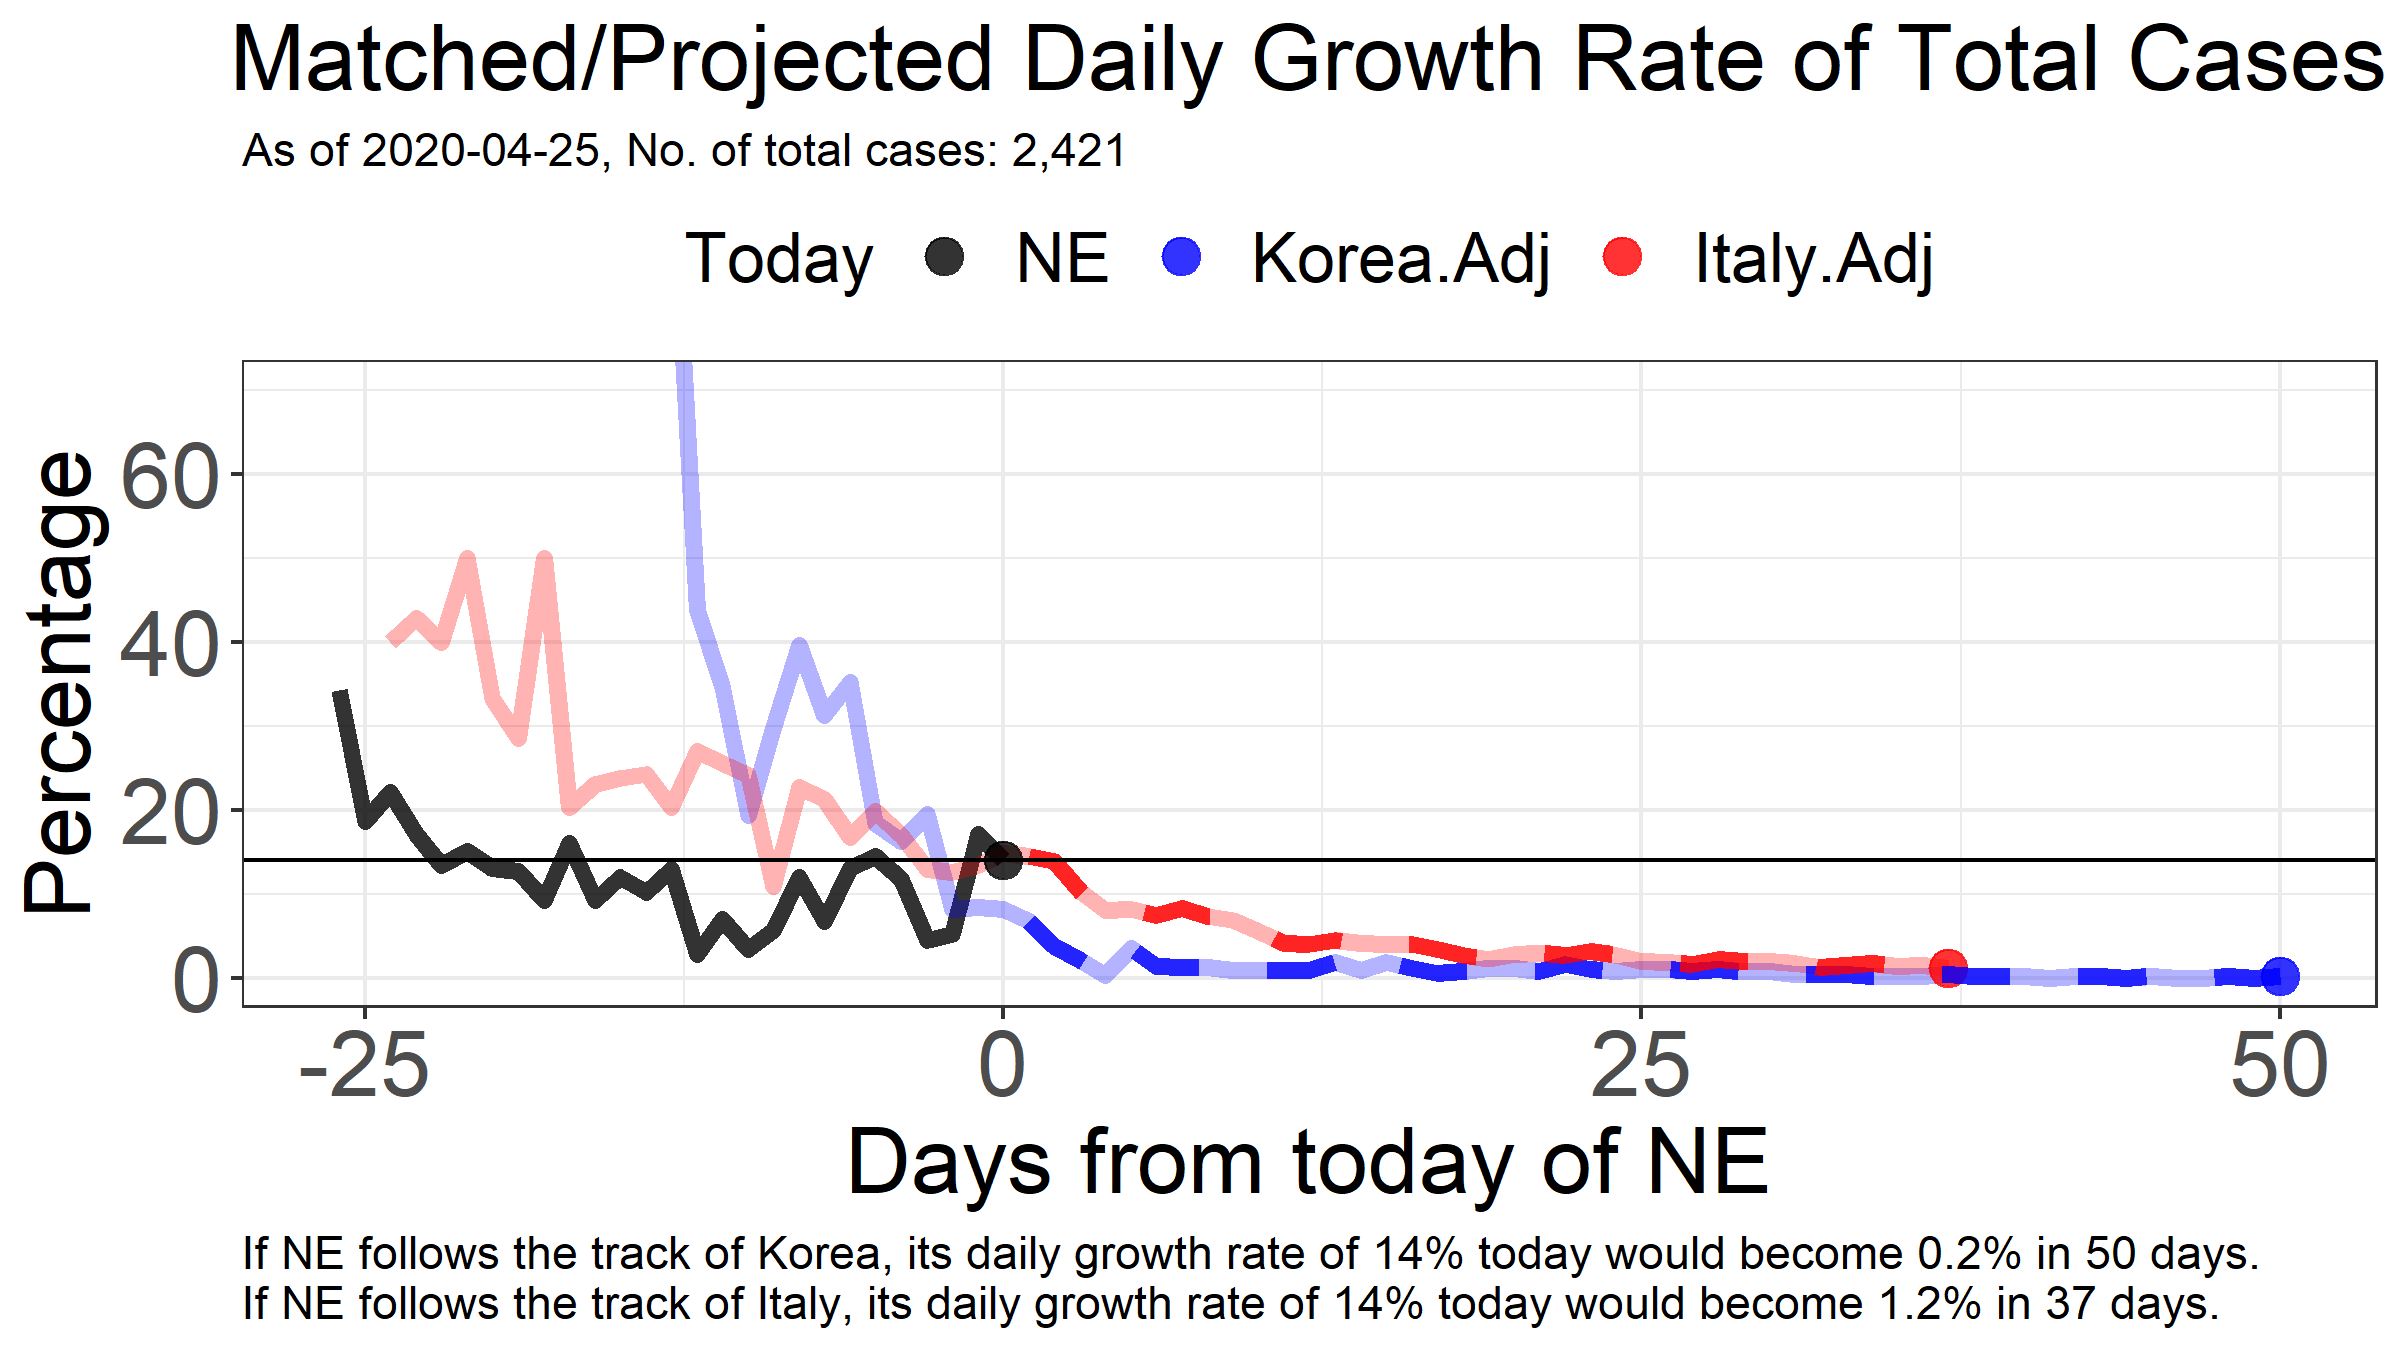 Matched/Projected Daily Growth Rate of Total Cases
As of 2020-04-25, No. of total cases: 2,421
Today NE Korea.Adj Italy.Adj
Percentage
60
40
20
0
-25 0 25 50
Days from today of NE
If NE follows the track of Korea, its daily growth rate of 14% today would become 0.2% in 50 days.
If NE follows the track of Italy, its daily growth rate of 14% today would become 1.2% in 37 days.